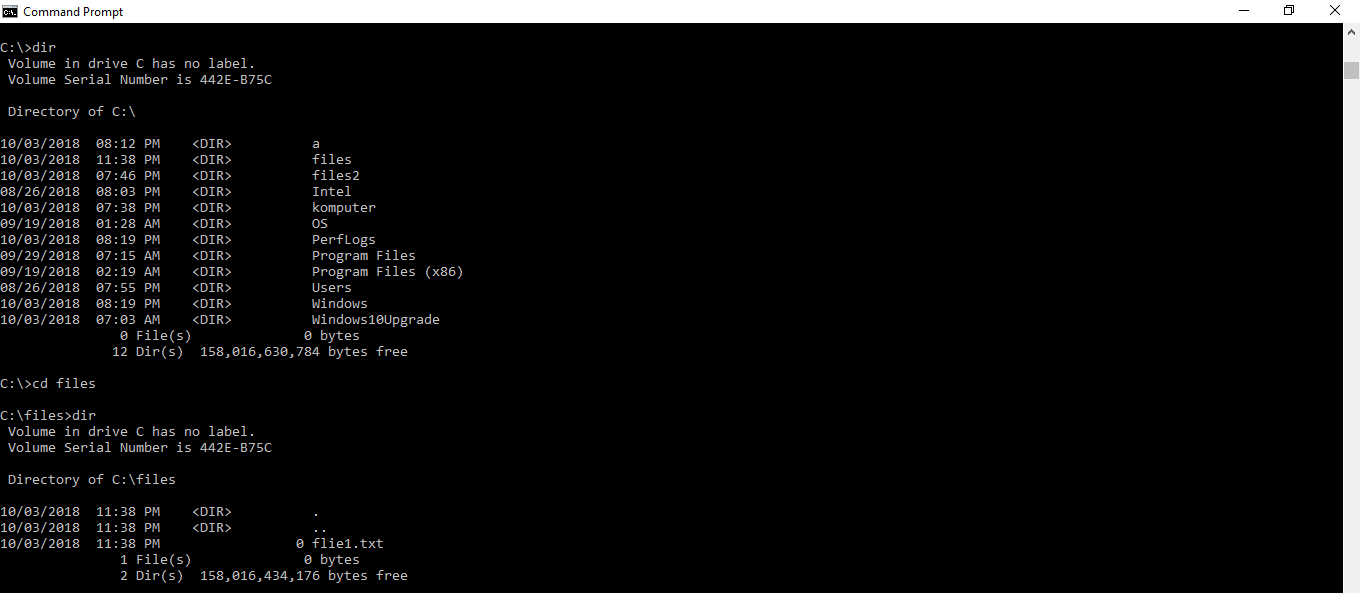 Command Prompt
C:\>dir
 Volume in drive C has no label.
 Volume Serial Number is 442E-B75C
 Directory of C:\
10/03/2018  08:12 PM    <DIR>          a
10/03/2018  11:38 PM    <DIR>          files
10/03/2018  07:46 PM    <DIR>          files2
08/26/2018  08:03 PM    <DIR>          Intel
10/03/2018  07:38 PM    <DIR>          komputer
09/19/2018  01:28 AM    <DIR>          OS
10/03/2018  08:19 PM    <DIR>          PerfLogs
09/29/2018  07:15 AM    <DIR>          Program Files
09/19/2018  02:19 AM    <DIR>          Program Files (x86)
08/26/2018  07:55 PM    <DIR>          Users
10/03/2018  08:19 PM    <DIR>          Windows
10/03/2018  07:03 AM    <DIR>          Windows10Upgrade
               0 File(s)              0 bytes
              12 Dir(s)  158,016,630,784 bytes free
C:\>cd files
C:\files>dir
 Volume in drive C has no label.
 Volume Serial Number is 442E-B75C
 Directory of C:\files
10/03/2018  11:38 PM    <DIR>          .
10/03/2018  11:38 PM    <DIR>          ..
10/03/2018  11:38 PM                 0 flie1.txt
               1 File(s)              0 bytes
               2 Dir(s)  158,016,434,176 bytes free